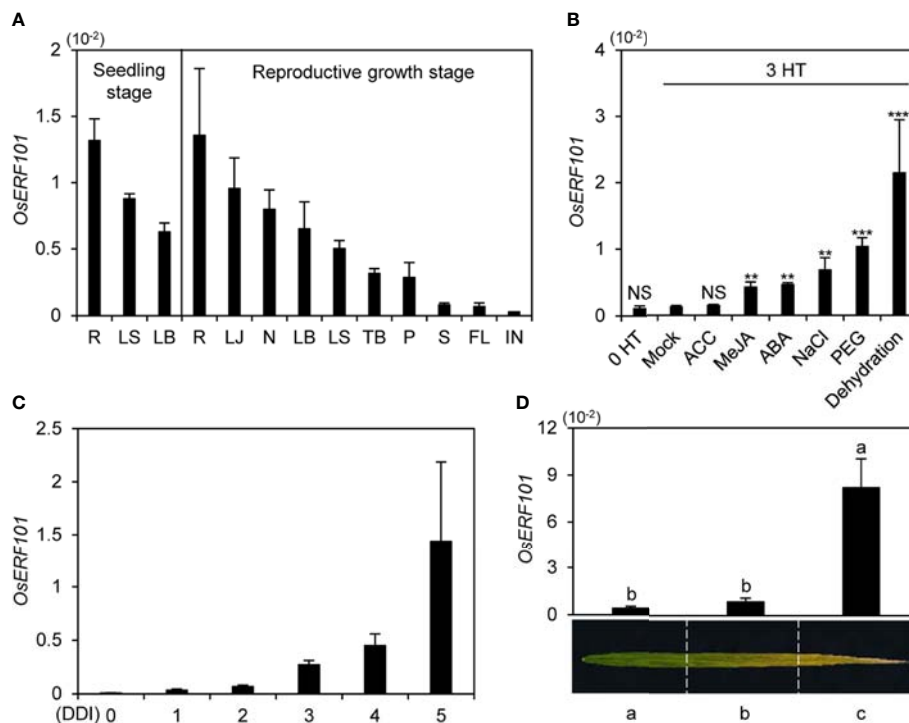 A
(10-2)
2
1.5
1
0.5
0
OsERF101
Seedling
stage
Reproductive growth stage
R LS LB R LJ N LB LS TB P S FL IN
B
(10-2)
4
3
2
1
0
OsERF101
3 HT
NS NS ** ** ** *** ***
0 HT Mock ACC MeJA ABA NaCl PEG Dehydration
C
2.5
2
1.5
1
0.5
0
OsERF101
(DDI) 0 1 2 3 4 5
D
(10-2)
12
9
6
3
0
OsERF101
b b a
a b c